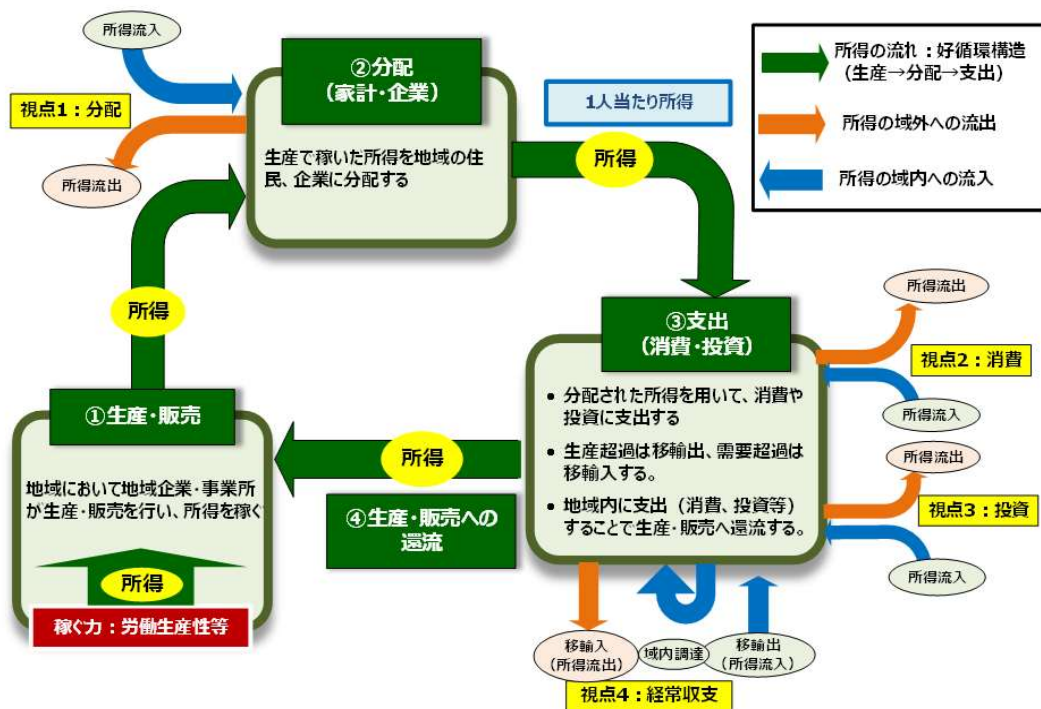 所得流入
②分配
（家計・企業）
視点1：分配
所得流出
生産で稼いだ所得を地域の住
民、企業に分配する
1人当たり所得
所得
所得の流れ：好循環構造
（生産→分配→支出）
所得の域外への流出
所得の域内への流入
所得
③支出
（消費・投資）
• 分配された所得を用いて、消費や
投資に支出する
• 生産超過は移輸出、需要超過は
移輸入する。
• 地域内に支出（消費、投資等）
することで生産・販売へ還流する。
所得流出
視点2：消費
所得流入
所得流出
視点3：投資
所得流入
①生産・販売
地域において地域企業・事業所
が生産・販売を行い、所得を稼ぐ
所得
稼ぐ力：労働生産性等
所得
④生産・販売への
還流
移輸入
（所得流出）
域内調達
移輸出
（所得流入）
視点4：経常収支